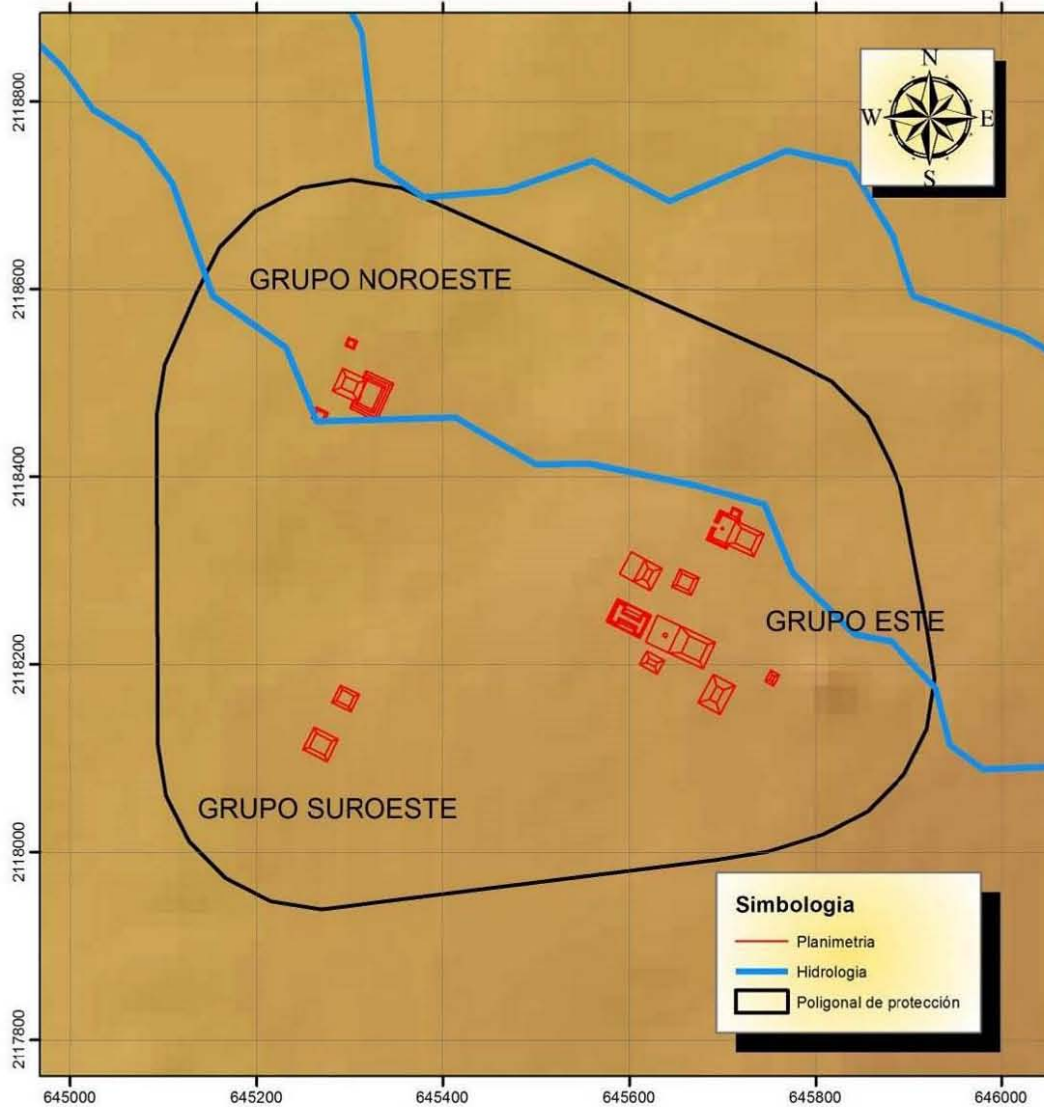 N
W E
S
2118800
GRUPO NOROESTE
2118600
2118400
GRUPO ESTE
2118200
GRUPO SUROESTE
2118000
Simbologia
Planimetria
Hidrologia
Poligonal de protección
2117800
645000 645200 645400 645600 645800 646000